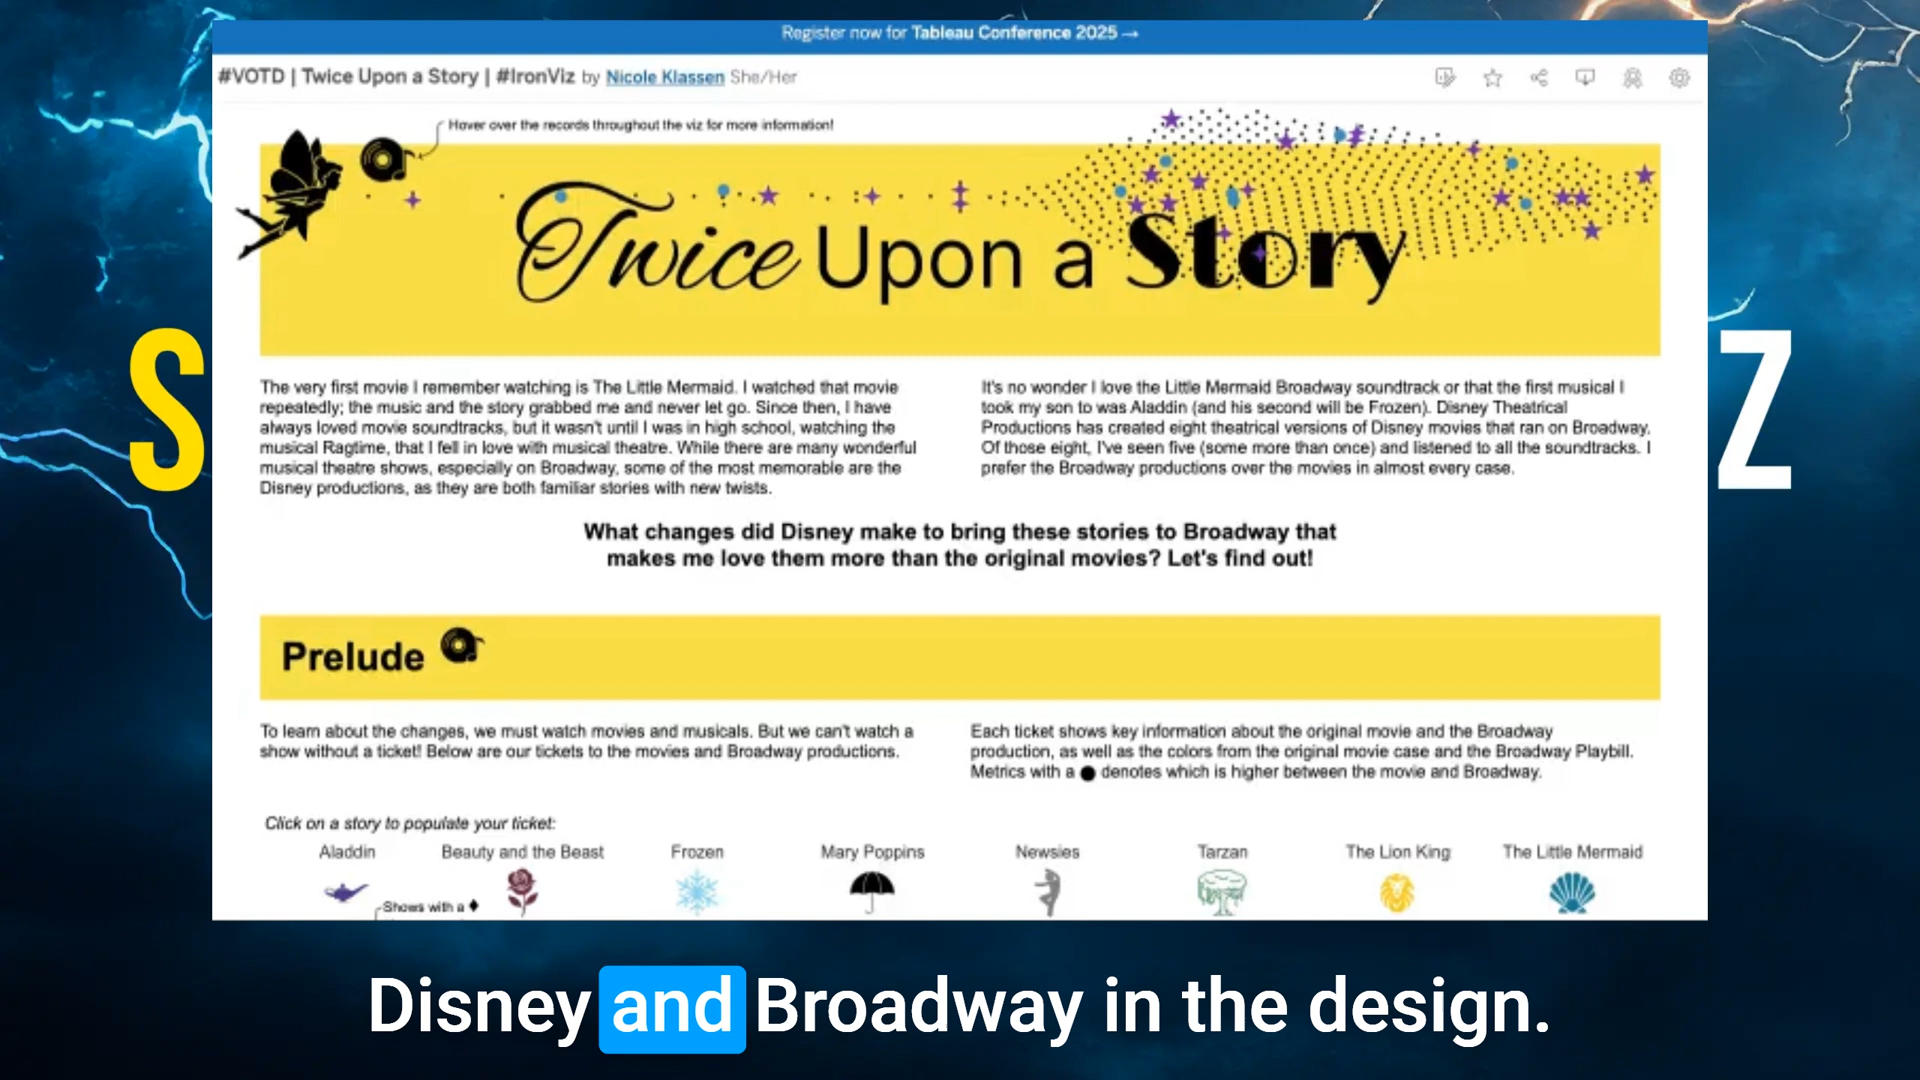 Register now for Tableau Conference 2025 →
#VOTD | Twice Upon a Story | #IronViz by Nicole Klassen She/Her
Hover over the records throughout the viz for more information!
Twice Upon a Story
S
Z
The very first movie I remember watching is The Little Mermaid. I watched that movie
repeatedly; the music and the story grabbed me and never let go. Since then, I have
always loved movie soundtracks, but it wasn't until I was in high school, watching the
musical Ragtime, that I fell in love with musical theatre. While there are many wonderful
musical theatre shows, especially on Broadway, some of the most memorable are the
Disney productions, as they are both familiar stories with new twists.
It's no wonder I love the Little Mermaid Broadway soundtrack or that the first musical I
took my son to was Aladdin (and his second will be Frozen). Disney Theatrical
Productions has created eight theatrical versions of Disney movies that ran on Broadway.
Of those eight, I've seen five (some more than once) and listened to all the soundtracks. I
prefer the Broadway productions over the movies in almost every case.
What changes did Disney make to bring these stories to Broadway that
makes me love them more than the original movies? Let's find out!
Prelude
To learn about the changes, we must watch movies and musicals. But we can't watch a
show without a ticket! Below are our tickets to the movies and Broadway productions.
Each ticket shows key information about the original movie and the Broadway
production, as well as the colors from the original movie case and the Broadway Playbill.
Metrics with a ● denotes which is higher between the movie and Broadway.
Click on a story to populate your ticket:
Aladdin Beauty and the Beast Frozen Mary Poppins Newsies Tarzan The Lion King The Little Mermaid
Shows with a ♦
Disney and Broadway in the design.